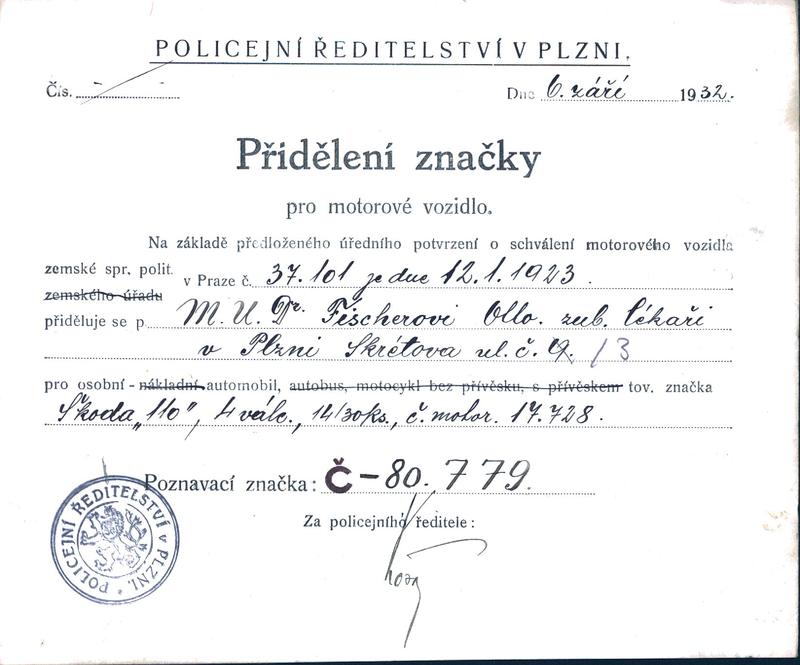 POLICEJNÍ ŘEDITELSTVÍ V PLZNI.
Čís. Dne 6. září 1932.
Přidělení značky
pro motorové vozidlo.
Na základě předloženého úředního potvrzení o schválení motorového vozidla
zemské spr. polit. v Praze č. 37.101 ze dne 12.1.1923.
zemského úřadu
přiděluje se p. M. U. Dr. Fischerovi Otto. zub. lékaři
v Plzni Škrétova ul. č. 9. /3
pro osobní - nákladní automobil, autobus, motocykl bez přívěsku, s přívěskem tov. značka
Škoda „110", 4 válc., 14/30 ks., č. motor. 17.728.
Poznavací značka: Č-80.779.
Za policejního ředitele:
POLICEJNÍ ŘEDITELSTVÍ v PLZNI.